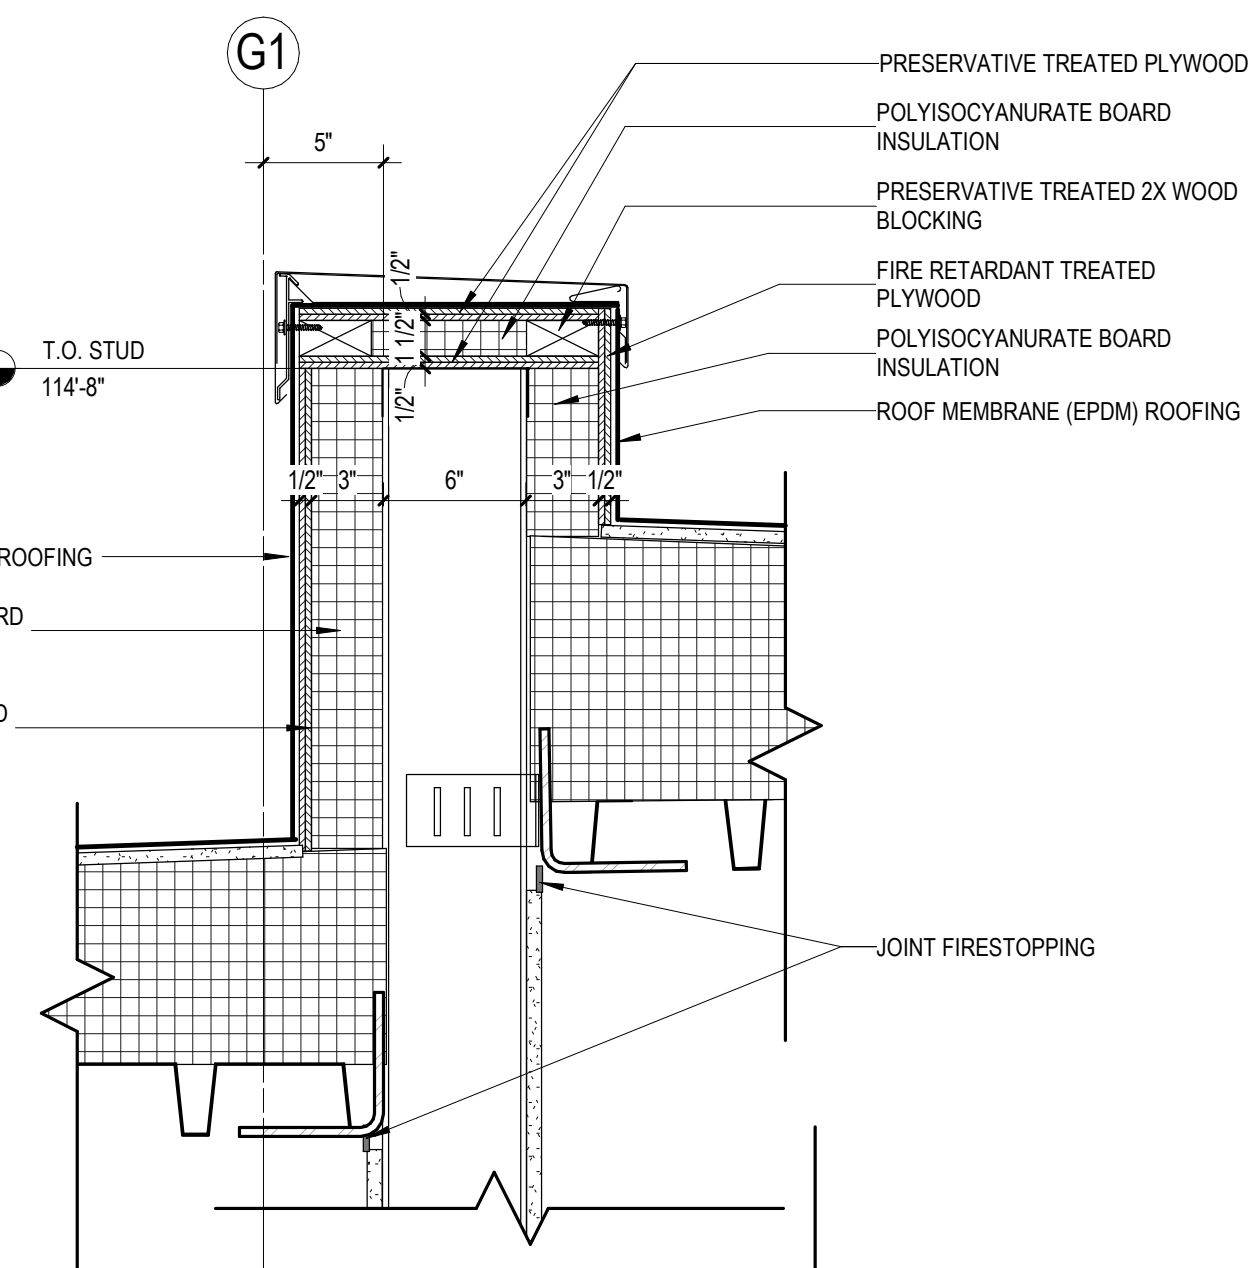 G1
5"
PRESERVATIVE TREATED PLYWOOD
POLYISOCYANURATE BOARD
INSULATION
PRESERVATIVE TREATED 2X WOOD
BLOCKING
FIRE RETARDANT TREATED
PLYWOOD
POLYISOCYANURATE BOARD
INSULATION
ROOF MEMBRANE (EPDM) ROOFING
T.O. STUD
114'-8"
1/2"
1 1/2"
1/2"
1/2"
3"
6"
3"
1/2"
ROOFING
RD
JOINT FIRESTOPPING